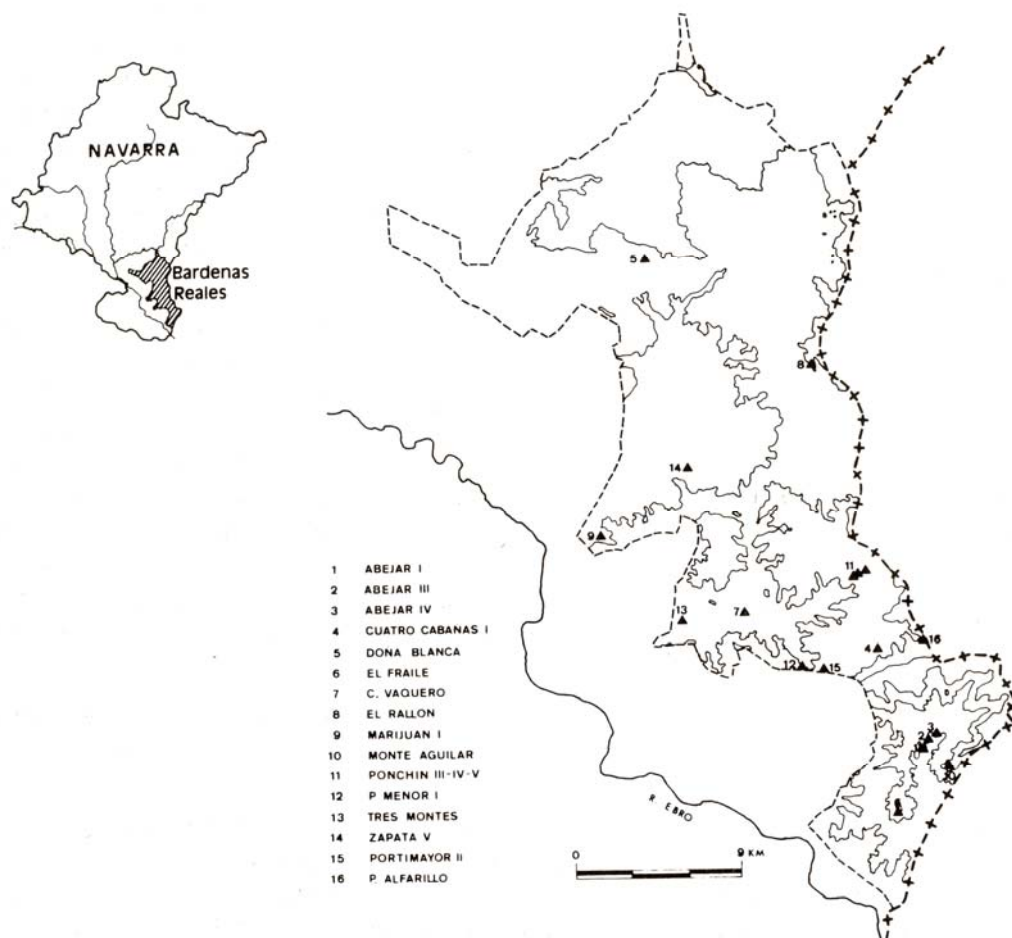 NAVARRA
Bardenas
Reales
5
8
14
9
11
13
7
16
4
12
15
3
2
1 ABEJAR I
2 ABEJAR III
3 ABEJAR IV
4 CUATRO CABANAS I
5 DONA BLANCA
6 EL FRAILE
7 C. VAQUERO
8 EL RALLON
9 MARIJUAN I
10 MONTE AGUILAR
11 PONCHIN III-IV-V
12 P MENOR I
13 TRES MONTES
14 ZAPATA V
15 PORTIMAYOR II
16 P. ALFARILLO
R. EBRO
0 9 KM